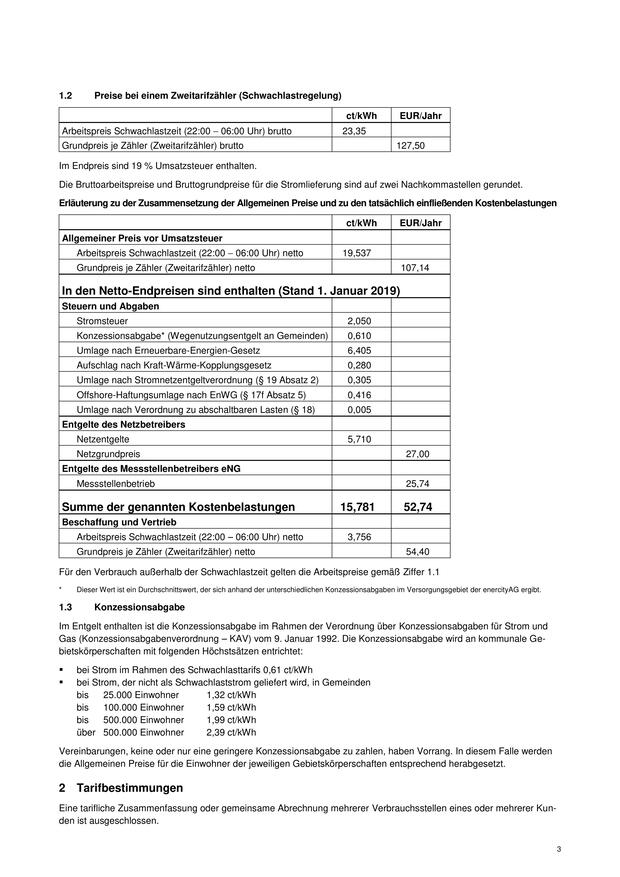 1.2 Preise bei einem Zweitarifzähler (Schwachlastregelung)
ct/kWh EUR/Jahr
Arbeitspreis Schwachlastzeit (22:00 – 06:00 Uhr) brutto 23,35
Grundpreis je Zähler (Zweitarifzähler) brutto 127,50
Im Endpreis sind 19 % Umsatzsteuer enthalten.
Die Bruttoarbeitspreise und Bruttogrundpreise für die Stromlieferung sind auf zwei Nachkommastellen gerundet.
Erläuterung zu der Zusammensetzung der Allgemeinen Preise und zu den tatsächlich einfließenden Kostenbelastungen
ct/kWh EUR/Jahr
Allgemeiner Preis vor Umsatzsteuer
Arbeitspreis Schwachlastzeit (22:00 – 06:00 Uhr) netto 19,537
Grundpreis je Zähler (Zweitarifzähler) netto 107,14
In den Netto-Endpreisen sind enthalten (Stand 1. Januar 2019)
Steuern und Abgaben
Stromsteuer 2,050
Konzessionsabgabe* (Wegenutzungsentgelt an Gemeinden) 0,610
Umlage nach Erneuerbare-Energien-Gesetz 6,405
Aufschlag nach Kraft-Wärme-Kopplungsgesetz 0,280
Umlage nach Stromnetzentgeltverordnung (§ 19 Absatz 2) 0,305
Offshore-Haftungsumlage nach EnWG (§ 17f Absatz 5) 0,416
Umlage nach Verordnung zu abschaltbaren Lasten (§ 18) 0,005
Entgelte des Netzbetreibers
Netzentgelte 5,710
Netzgrundpreis 27,00
Entgelte des Messstellenbetreibers eNG
Messstellenbetrieb 25,74
Summe der genannten Kostenbelastungen 15,781 52,74
Beschaffung und Vertrieb
Arbeitspreis Schwachlastzeit (22:00 – 06:00 Uhr) netto 3,756
Grundpreis je Zähler (Zweitarifzähler) netto 54,40
Für den Verbrauch außerhalb der Schwachlastzeit gelten die Arbeitspreise gemäß Ziffer 1.1
* Dieser Wert ist ein Durchschnittswert, der sich anhand der unterschiedlichen Konzessionsabgaben im Versorgungsgebiet der enercityAG ergibt.
1.3 Konzessionsabgabe
Im Entgelt enthalten ist die Konzessionsabgabe im Rahmen der Verordnung über Konzessionsabgaben für Strom und
Gas (Konzessionsabgabenverordnung – KAV) vom 9. Januar 1992. Die Konzessionsabgabe wird an kommunale Ge-
bietskörperschaften mit folgenden Höchstsätzen entrichtet:
▪ bei Strom im Rahmen des Schwachlasttarifs 0,61 ct/kWh
▪ bei Strom, der nicht als Schwachlaststrom geliefert wird, in Gemeinden
bis 25.000 Einwohner 1,32 ct/kWh
bis 100.000 Einwohner 1,59 ct/kWh
bis 500.000 Einwohner 1,99 ct/kWh
über 500.000 Einwohner 2,39 ct/kWh
Vereinbarungen, keine oder nur eine geringere Konzessionsabgabe zu zahlen, haben Vorrang. In diesem Falle werden
die Allgemeinen Preise für die Einwohner der jeweiligen Gebietskörperschaften entsprechend herabgesetzt.
2 Tarifbestimmungen
Eine tarifliche Zusammenfassung oder gemeinsame Abrechnung mehrerer Verbrauchsstellen eines oder mehrerer Kun-
den ist ausgeschlossen.
3